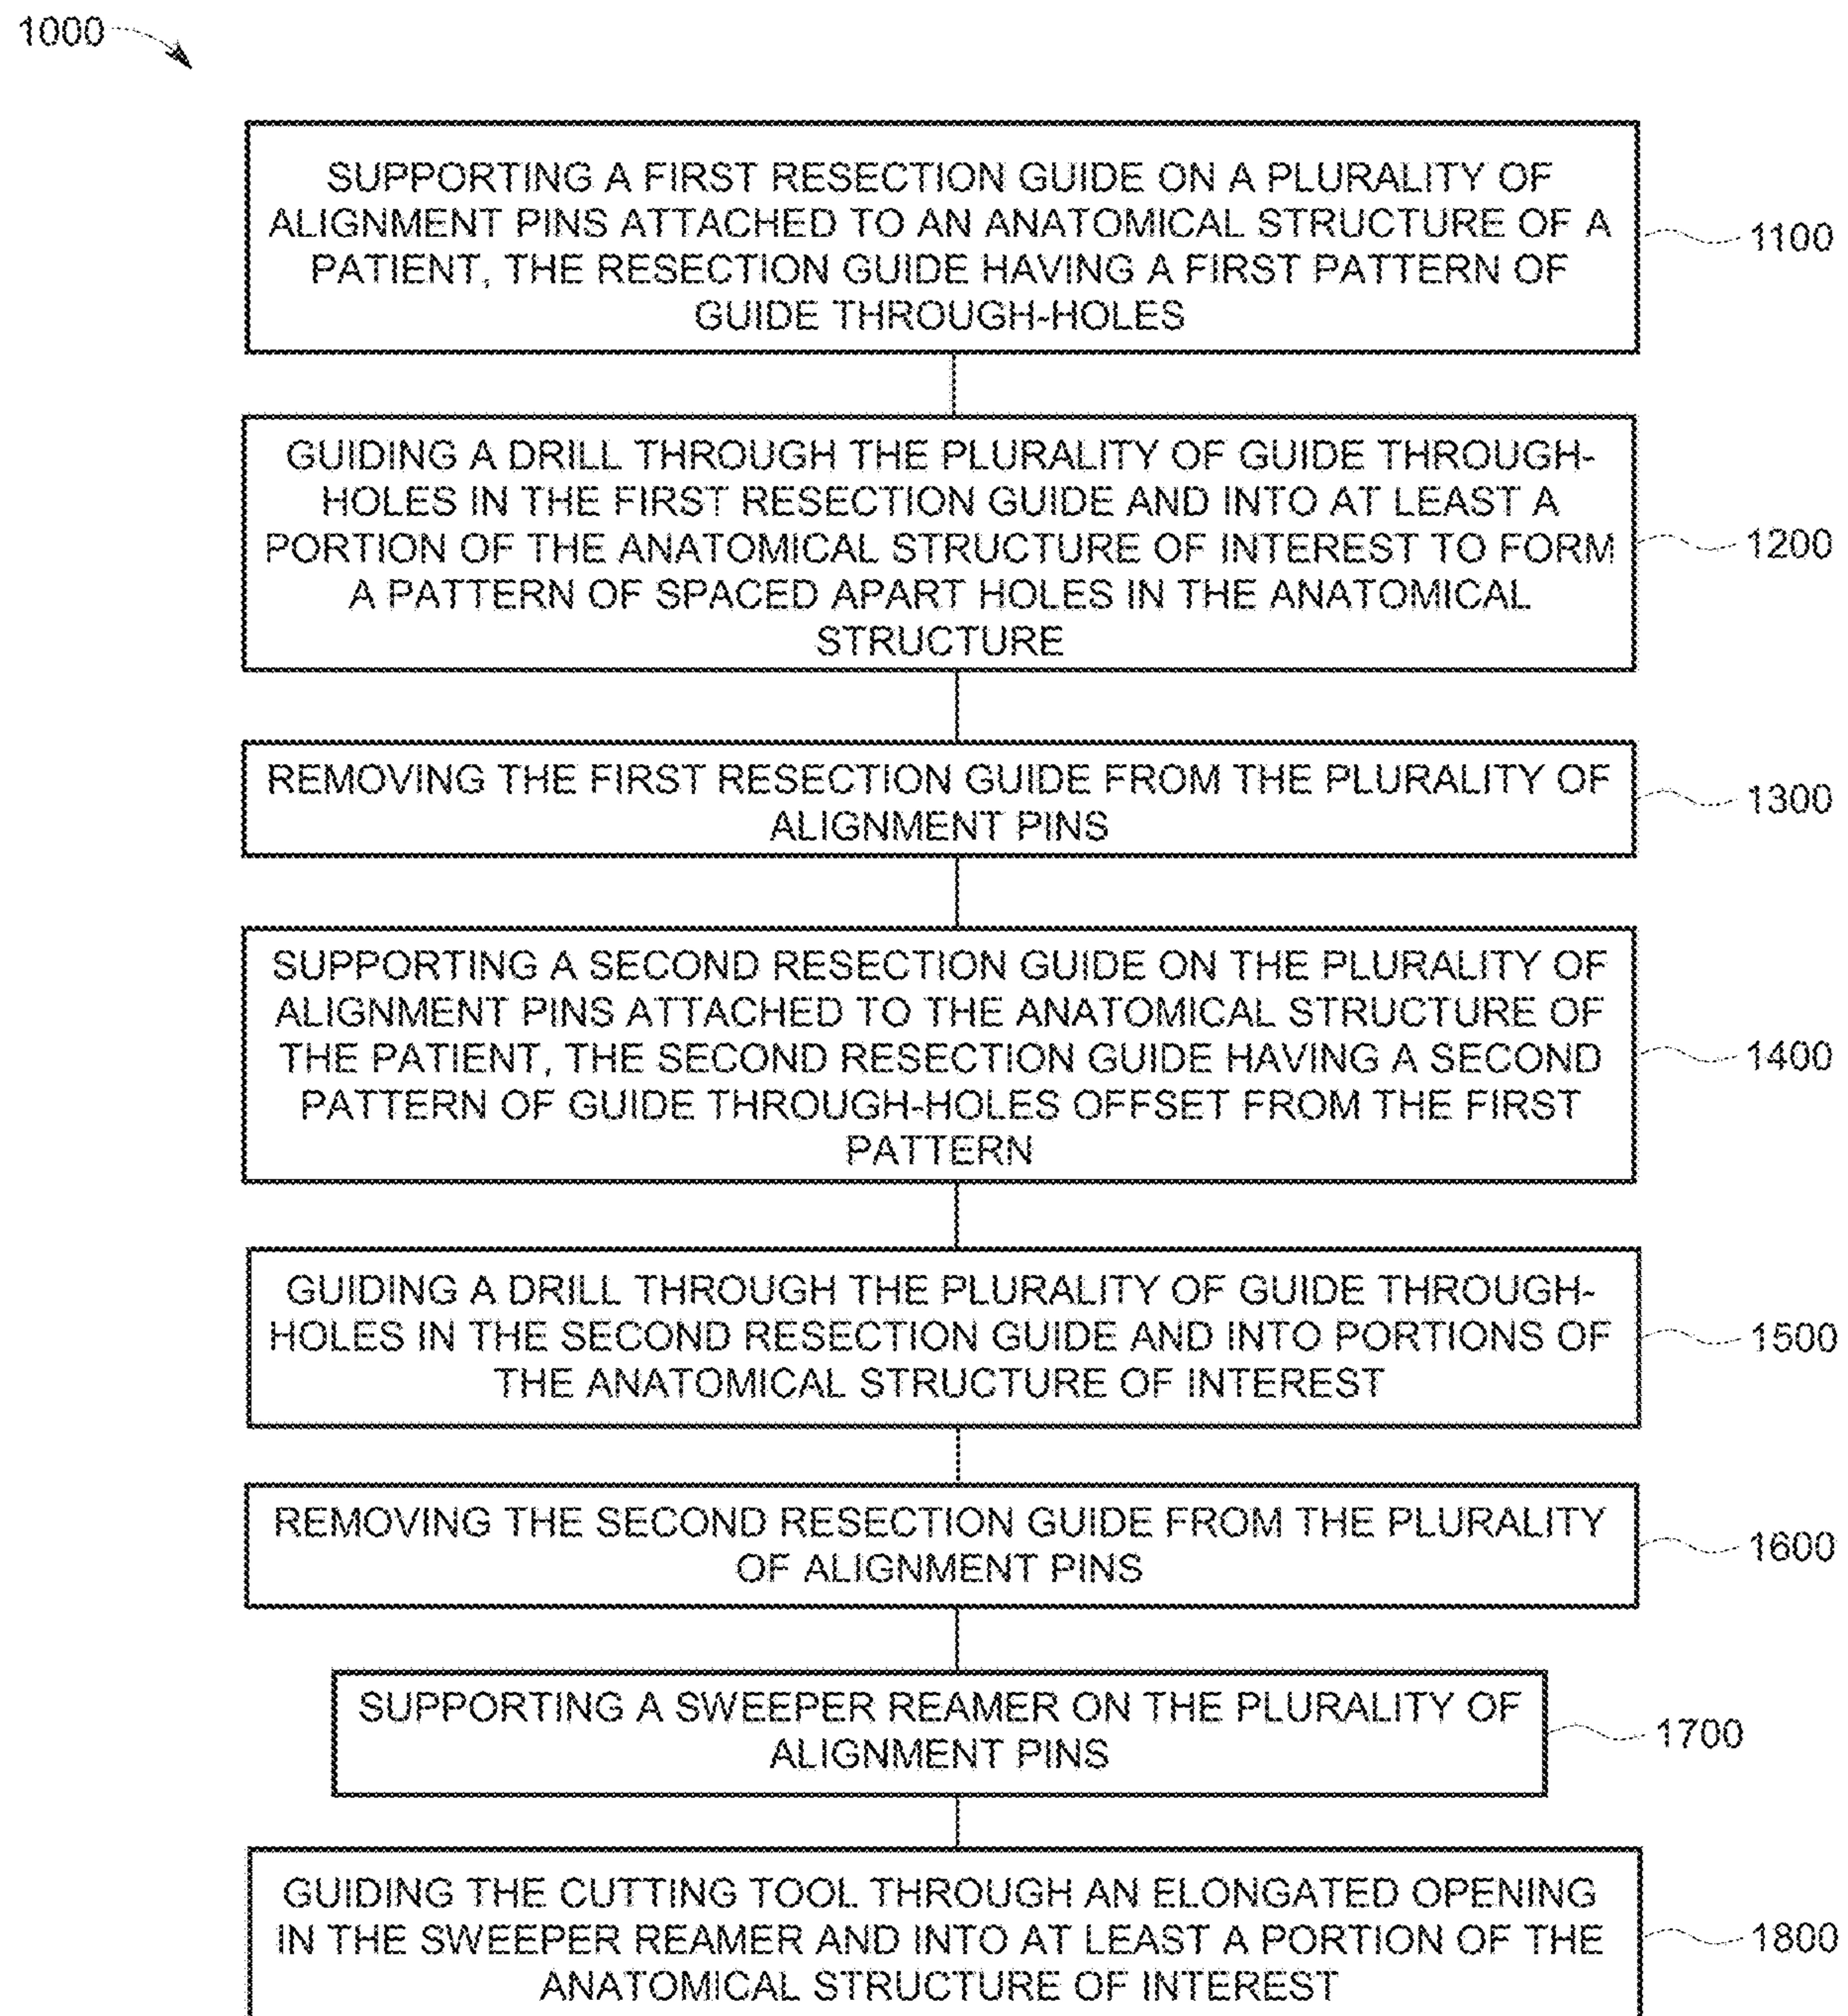 1000
SUPPORTING A FIRST RESECTION GUIDE ON A PLURALITY OF
ALIGNMENT PINS ATTACHED TO AN ANATOMICAL STRUCTURE OF A
PATIENT, THE RESECTION GUIDE HAVING A FIRST PATTERN OF
GUIDE THROUGH-HOLES
1100
GUIDING A DRILL THROUGH THE PLURALITY OF GUIDE THROUGH-
HOLES IN THE FIRST RESECTION GUIDE AND INTO AT LEAST A
PORTION OF THE ANATOMICAL STRUCTURE OF INTEREST TO FORM
A PATTERN OF SPACED APART HOLES IN THE ANATOMICAL
STRUCTURE
1200
REMOVING THE FIRST RESECTION GUIDE FROM THE PLURALITY OF
ALIGNMENT PINS
1300
SUPPORTING A SECOND RESECTION GUIDE ON THE PLURALITY OF
ALIGNMENT PINS ATTACHED TO THE ANATOMICAL STRUCTURE OF
THE PATIENT, THE SECOND RESECTION GUIDE HAVING A SECOND
PATTERN OF GUIDE THROUGH-HOLES OFFSET FROM THE FIRST
PATTERN
1400
GUIDING A DRILL THROUGH THE PLURALITY OF GUIDE THROUGH-
HOLES IN THE SECOND RESECTION GUIDE AND INTO PORTIONS OF
THE ANATOMICAL STRUCTURE OF INTEREST
1500
REMOVING THE SECOND RESECTION GUIDE FROM THE PLURALITY
OF ALIGNMENT PINS
1600
SUPPORTING A SWEEPER REAMER ON THE PLURALITY OF
ALIGNMENT PINS
1700
GUIDING THE CUTTING TOOL THROUGH AN ELONGATED OPENING
IN THE SWEEPER REAMER AND INTO AT LEAST A PORTION OF THE
ANATOMICAL STRUCTURE OF INTEREST
1800